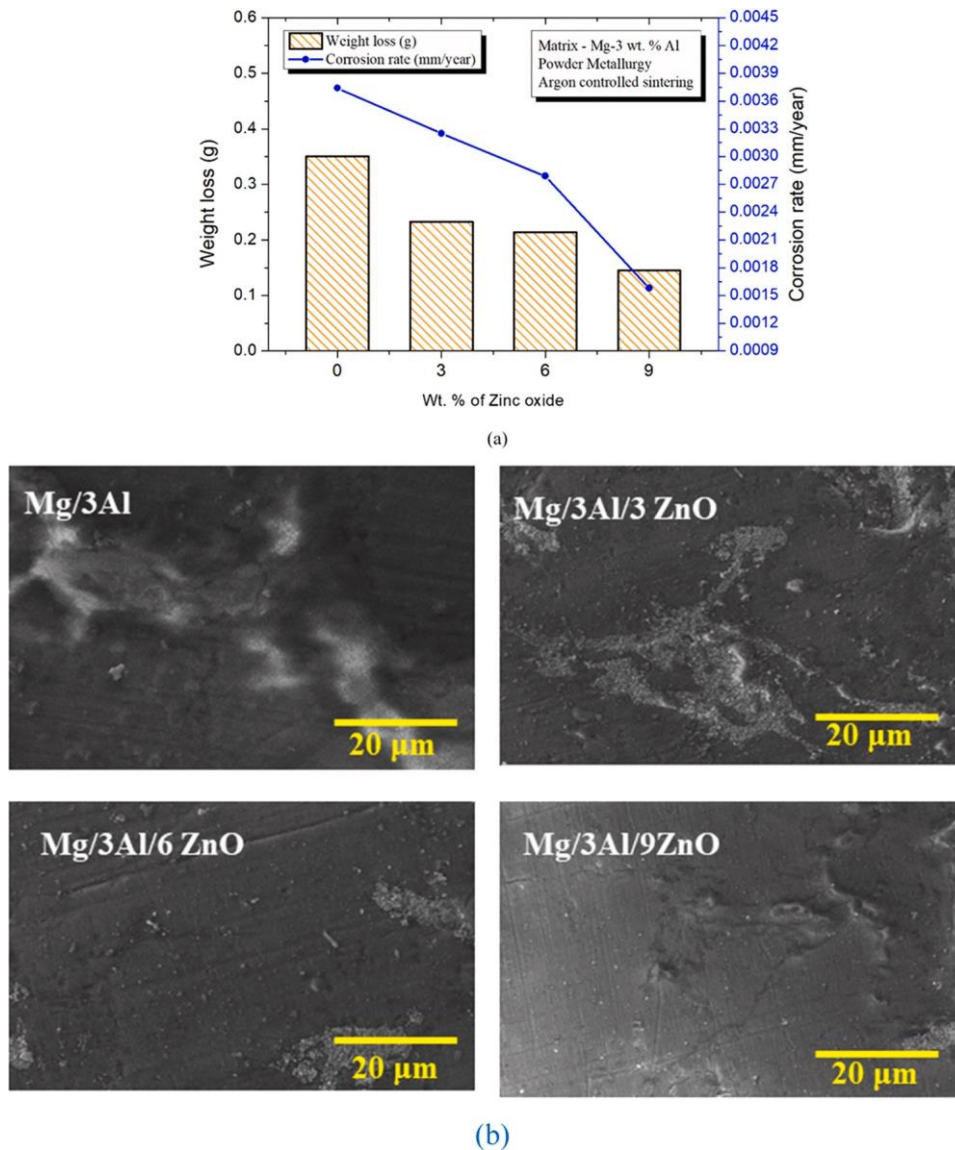 Weight loss (g)
Corrosion rate (mm/year)
Matrix - Mg-3 wt. % Al
Powder Metallurgy
Argon controlled sintering
0.6
0.5
0.4
0.3
0.2
0.1
0.0
Weight loss (g)
0.0045
0.0042
0.0039
0.0036
0.0033
0.0030
0.0027
0.0024
0.0021
0.0018
0.0015
0.0012
0.0009
Corrosion rate (mm/year)
0 3 6 9
Wt. % of Zinc oxide
(a)
Mg/3Al
20 µm
Mg/3Al/3 ZnO
20 µm
Mg/3Al/6 ZnO
20 µm
Mg/3Al/9ZnO
20 µm
(b)